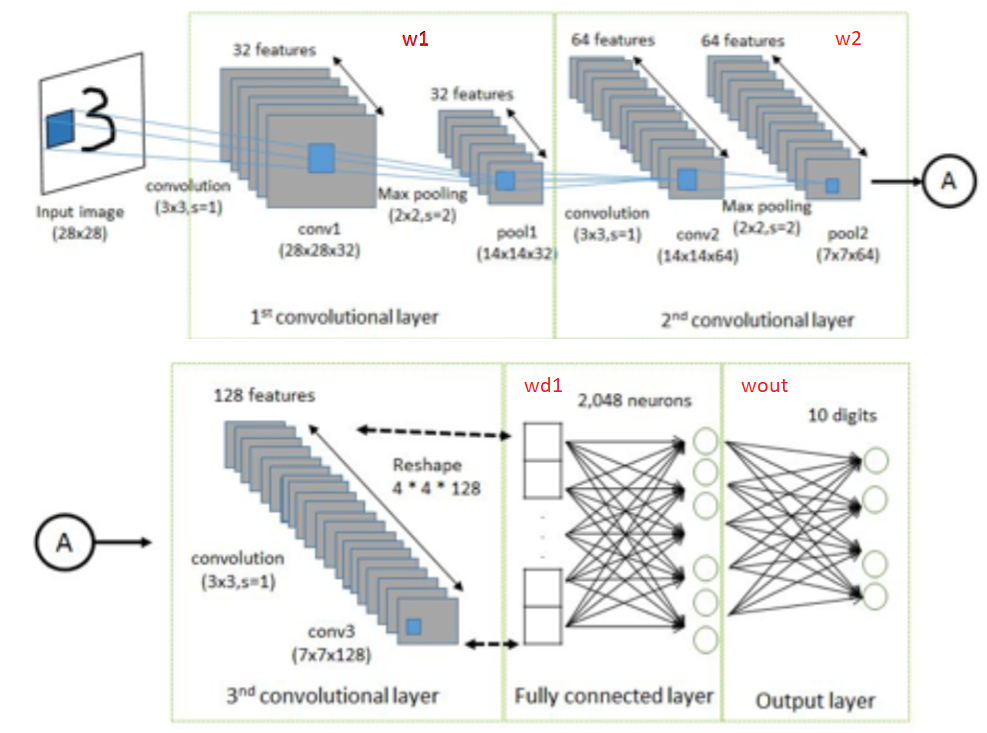 w1
w2
32 features
32 features
64 features
64 features
3
Input image
(28x28)
convolution
(3x3,s=1)
conv1
(28x28x32)
Max pooling
(2x2,s=2)
pool1
(14x14x32)
convolution
(3x3,s=1)
conv2
(14x14x64)
Max pooling
(2x2,s=2)
pool2
(7x7x64)
A
1st convolutional layer
2nd convolutional layer
A
128 features
Reshape
4 * 4 * 128
convolution
(3x3,s=1)
conv3
(7x7x128)
3nd convolutional layer
wd1
2,048 neurons
Fully connected layer
wout
10 digits
Output layer